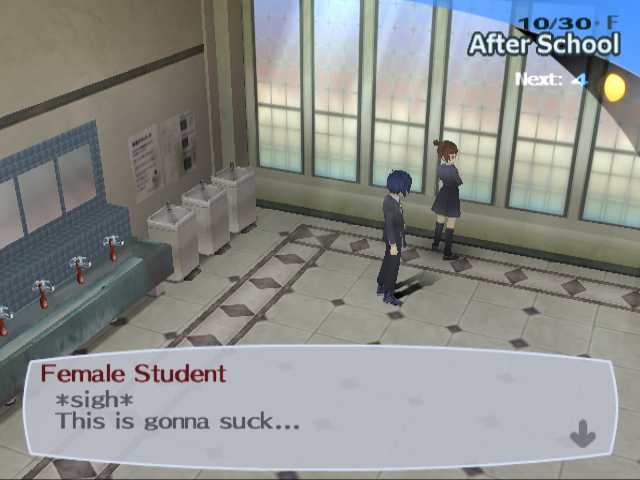 10/30 · F
After School
Next: 4
Female Student
*sigh*
This is gonna suck...